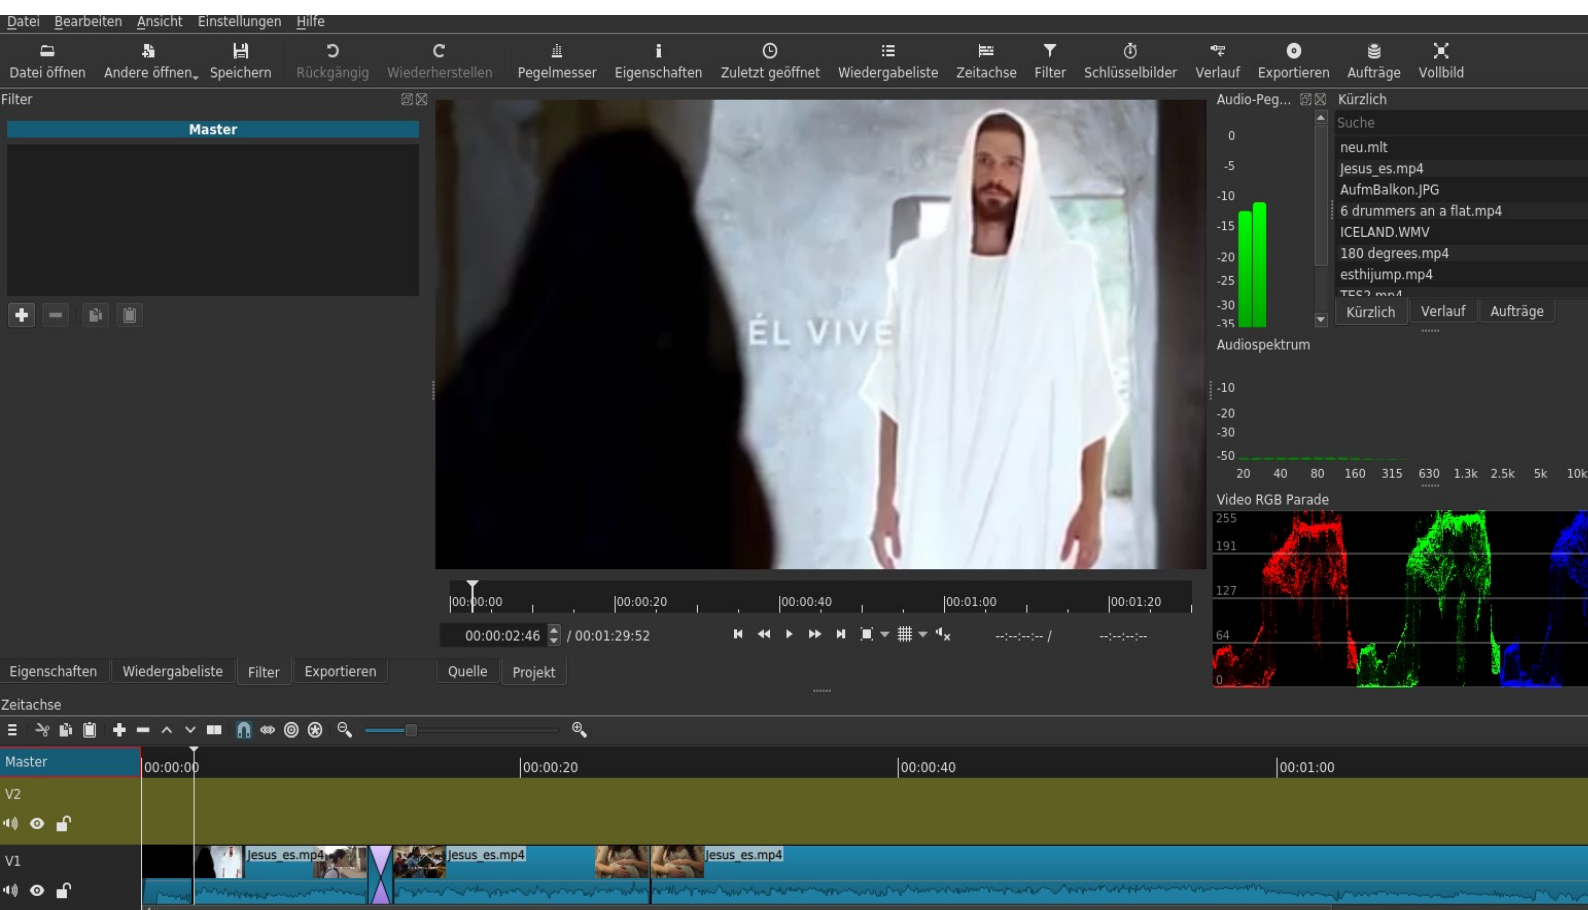 Datei Bearbeiten Ansicht Einstellungen Hilfe
Datei öffnen Andere öffnen Speichern Rückgängig Wiederherstellen Pegelmesser Eigenschaften Zuletzt geöffnet Wiedergabeliste Zeitachse Filter Schlüsselbilder Verlauf Exportieren Aufträge Vollbild
Filter
Master
ÉL VIVE
|00:00:00 |00:00:20 |00:00:40 |00:01:00 |00:01:20
00:00:02:46 / 00:01:29:52 --:--:--:-- / --:--:--:--
Eigenschaften Wiedergabeliste Filter Exportieren
Quelle Projekt
Audio-Peg...
0
-5
-10
-15
-20
-25
-30
-35
Kürzlich
Suche
neu.mlt
Jesus_es.mp4
AufmBalkon.JPG
6 drummers an a flat.mp4
ICELAND.WMV
180 degrees.mp4
esthijump.mp4
TES2.mp4
Kürzlich Verlauf Aufträge
Audiospektrum
-10
-20
-30
-50
20 40 80 160 315 630 1.3k 2.5k 5k 10k
Video RGB Parade
255
191
127
64
0
Zeitachse
Master
|00:00:00 |00:00:20 |00:00:40 |00:01:00
V2
V1
Jesus_es.mp4 Jesus_es.mp4 Jesus_es.mp4